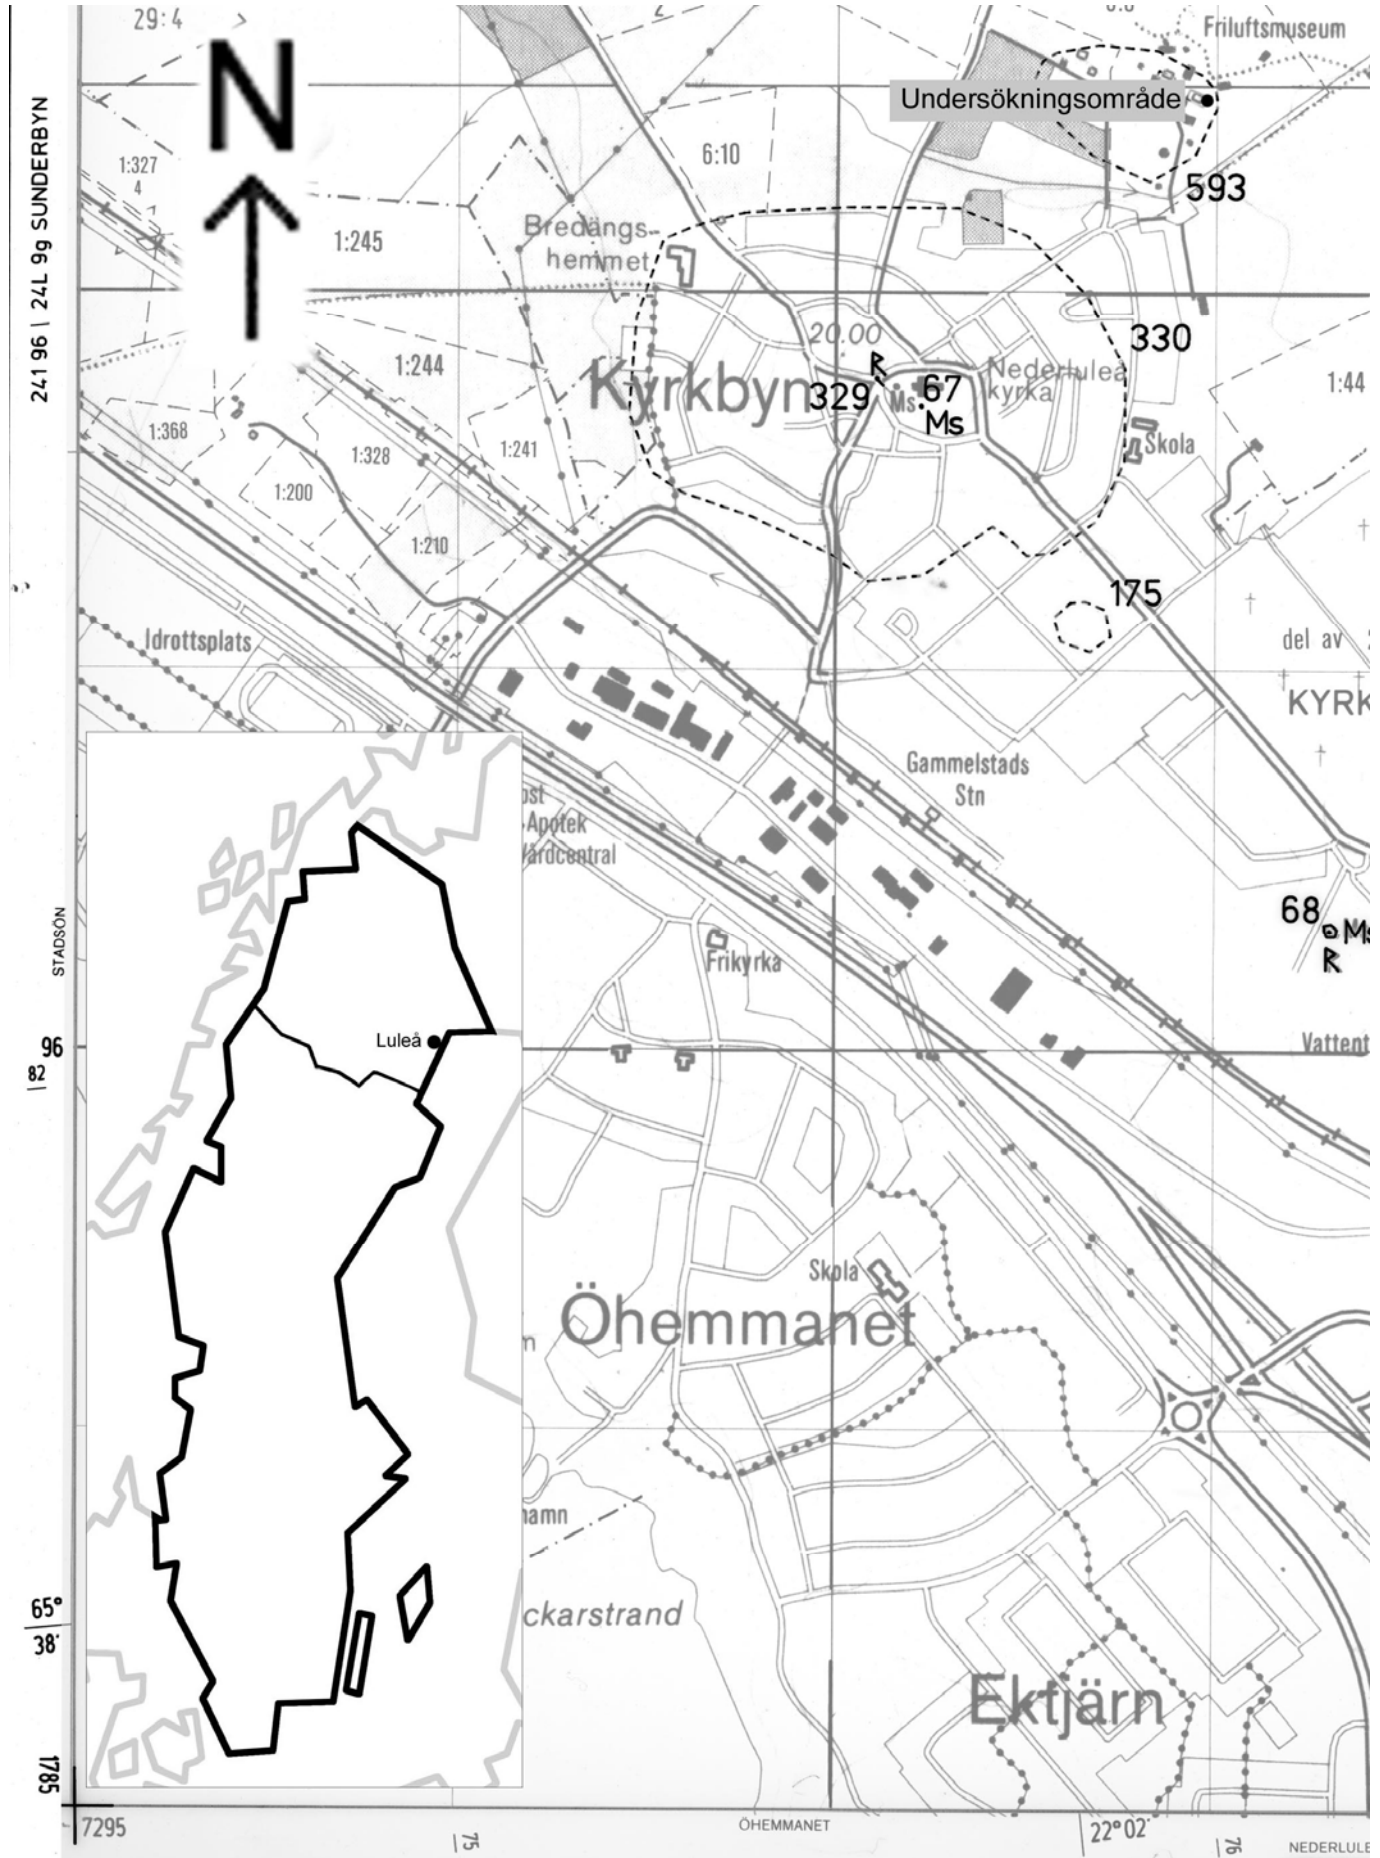 29:4
Friluftsmuseum
N
Undersökningsområde
241 96 | 24L 9g SUNDERBYN
1:327
4
6:10
593
1:245
Bredängs-
hemmet
20.00
330
1:244
Kyrkbyn
R
329
Ms
67
Ms
Nederluleå
kyrka
1:44
1:368
1:328
1:241
Skola
1:200
1:210
175
Idrottsplats
del av
KYRK
Gammelstads
Stn
Apotek
68
Ms
R
Frikyrka
STADSÖN
Luleå
96
82
Vattent
Skola
Öhemmanet
65°
38'
ckarstrand
Ektjärn
1785
7295
75
ÖHEMMANET
22°02'
76
NEDERLULE